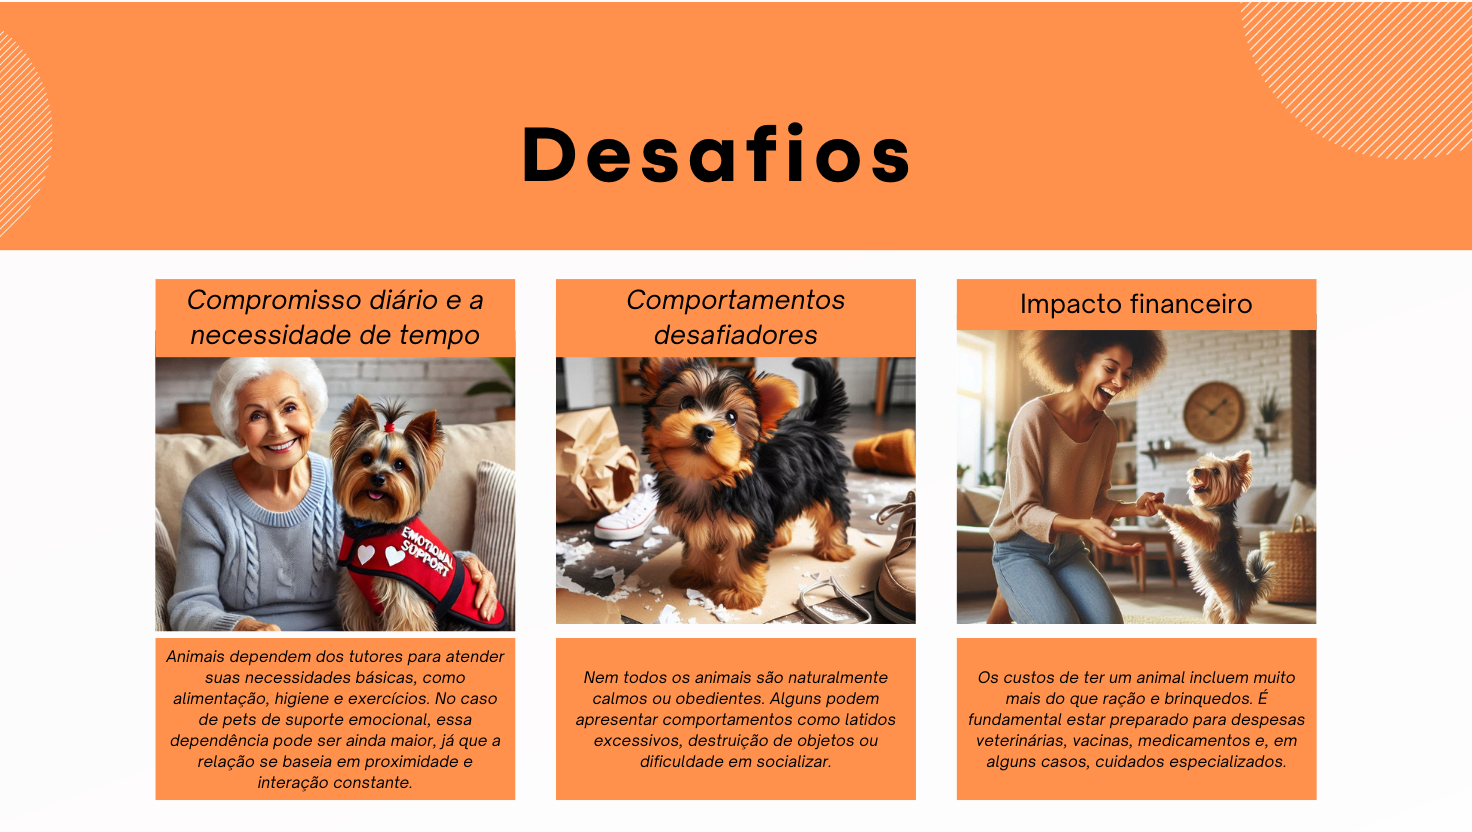 Desafios
Compromisso diário e a
necessidade de tempo
EMOTIONAL
SUPPORT
Animais dependem dos tutores para atender
suas necessidades básicas, como
alimentação, higiene e exercícios. No caso
de pets de suporte emocional, essa
dependência pode ser ainda maior, já que a
relação se baseia em proximidade e
interação constante.
Comportamentos
desafiadores
Nem todos os animais são naturalmente
calmos ou obedientes. Alguns podem
apresentar comportamentos como latidos
excessivos, destruição de objetos ou
dificuldade em socializar.
Impacto financeiro
Os custos de ter um animal incluem muito
mais do que ração e brinquedos. É
fundamental estar preparado para despesas
veterinárias, vacinas, medicamentos e, em
alguns casos, cuidados especializados.